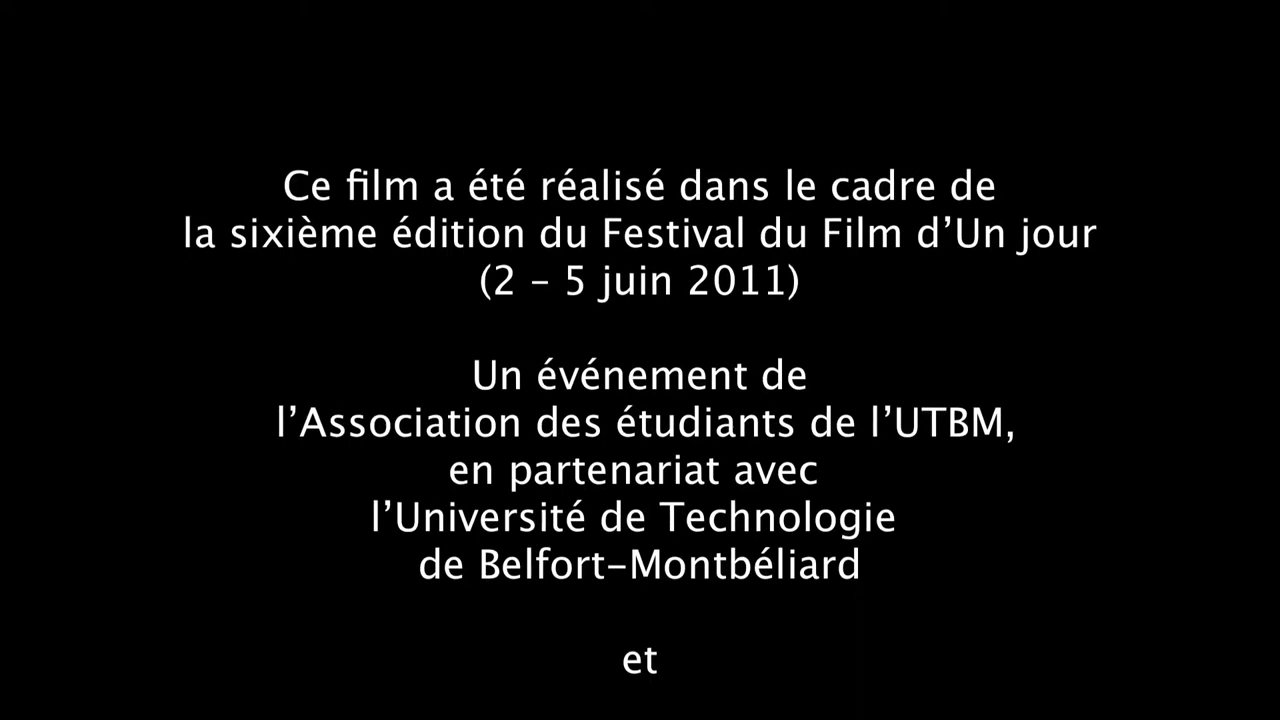 Ce film a été réalisé dans le cadre de
la sixième édition du Festival du Film d’Un jour
(2 – 5 juin 2011)
Un événement de
l’Association des étudiants de l’UTBM,
en partenariat avec
l’Université de Technologie
de Belfort-Montbéliard
et